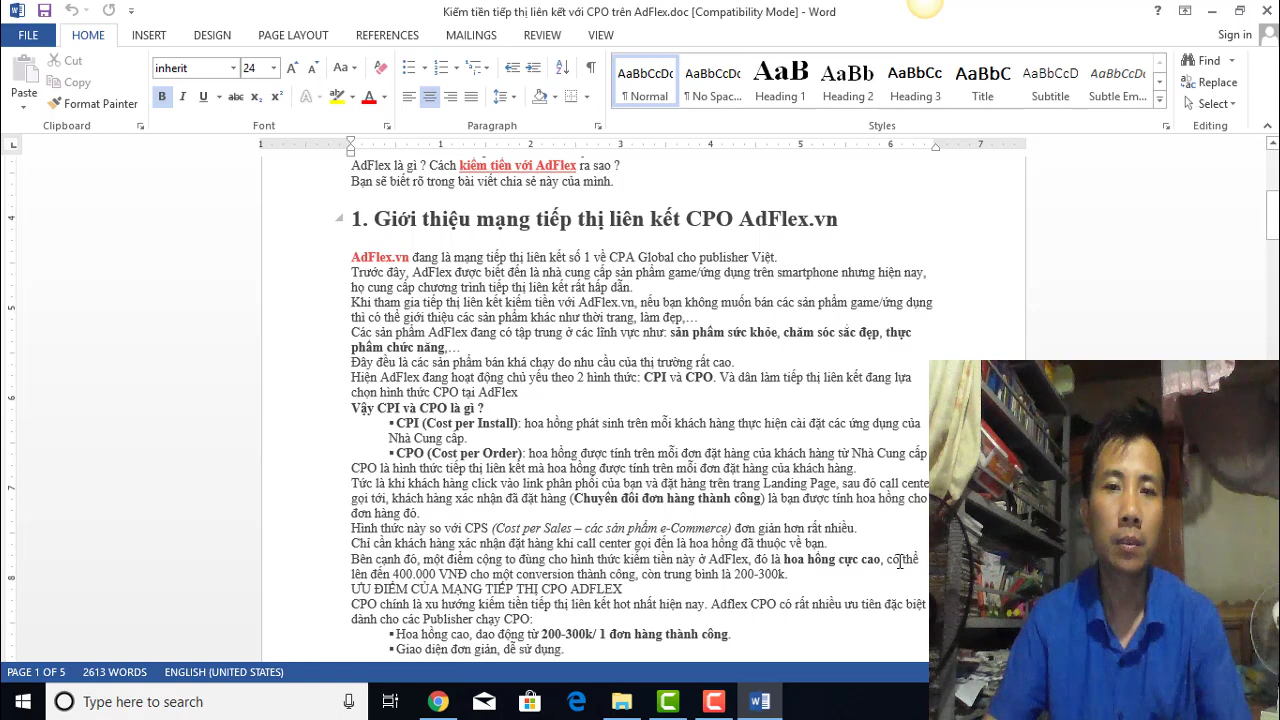 Kiếm tiền tiếp thị liên kết với CPO trên AdFlex.doc [Compatibility Mode] - Word
FILE HOME INSERT DESIGN PAGE LAYOUT REFERENCES MAILINGS REVIEW VIEW Sign in
Cut
Copy
Format Painter
Paste
inherit 24
AaBbCcDc AaBbCcDc AaB AaBb AaBbCc AaBbC AaBbCcD AaBbCcD
¶ Normal ¶ No Spac... Heading 1 Heading 2 Heading 3 Title Subtitle Subtle Em...
Find
Replace
Select
Clipboard Font Paragraph Styles Editing
AdFlex là gì ? Cách kiếm tiền với AdFlex ra sao ?
Bạn sẽ biết rõ trong bài viết chia sẻ này của mình.
1. Giới thiệu mạng tiếp thị liên kết CPO AdFlex.vn
AdFlex.vn đang là mạng tiếp thị liên kết số 1 về CPA Global cho publisher Việt.
Trước đây, AdFlex được biết đến là nhà cung cấp sản phẩm game/ứng dụng trên smartphone nhưng hiện nay,
họ cung cấp chương trình tiếp thị liên kết rất hấp dẫn.
Khi tham gia tiếp thị liên kết kiếm tiền với AdFlex.vn, nếu bạn không muốn bán các sản phẩm game/ứng dụng
thì có thể giới thiệu các sản phẩm khác như thời trang, làm đẹp,…
Các sản phẩm AdFlex đang có tập trung ở các lĩnh vực như: sản phẩm sức khỏe, chăm sóc sắc đẹp, thực
phẩm chức năng,…
Đây đều là các sản phẩm bán khá chạy do nhu cầu của thị trường rất cao.
Hiện AdFlex đang hoạt động chủ yếu theo 2 hình thức: CPI và CPO. Và dân làm tiếp thị liên kết đang lựa
chọn hình thức CPO tại AdFlex
Vậy CPI và CPO là gì ?
▪ CPI (Cost per Install): hoa hồng phát sinh trên mỗi khách hàng thực hiện cài đặt các ứng dụng của
Nhà Cung cấp.
▪ CPO (Cost per Order): hoa hồng được tính trên mỗi đơn đặt hàng của khách hàng từ Nhà Cung cấp
CPO là hình thức tiếp thị liên kết mà hoa hồng được tính trên mỗi đơn đặt hàng của khách hàng.
Tức là khi khách hàng click vào link phân phối của bạn và đặt hàng trên trang Landing Page, sau đó call cente
gọi tới, khách hàng xác nhận đã đặt hàng (Chuyển đổi đơn hàng thành công) là bạn được tính hoa hồng cho
đơn hàng đó.
Hình thức này so với CPS (Cost per Sales – các sản phẩm e-Commerce) đơn giản hơn rất nhiều.
Chỉ cần khách hàng xác nhận đặt hàng khi call center gọi đến là hoa hồng đã thuộc về bạn.
Bên cạnh đó, một điểm cộng to đùng cho hình thức kiếm tiền này ở AdFlex, đó là hoa hồng cực cao, có thể
lên đến 400.000 VNĐ cho một conversion thành công, còn trung bình là 200-300k.
ƯU ĐIỂM CỦA MẠNG TIẾP THỊ CPO ADFLEX
CPO chính là xu hướng kiếm tiền tiếp thị liên kết hot nhất hiện nay. Adflex CPO có rất nhiều ưu tiên đặc biệt
dành cho các Publisher chạy CPO:
▪ Hoa hồng cao, dao động từ 200-300k/ 1 đơn hàng thành công.
▪ Giao diện đơn giản, dễ sử dụng.
PAGE 1 OF 5 2613 WORDS ENGLISH (UNITED STATES)
Type here to search